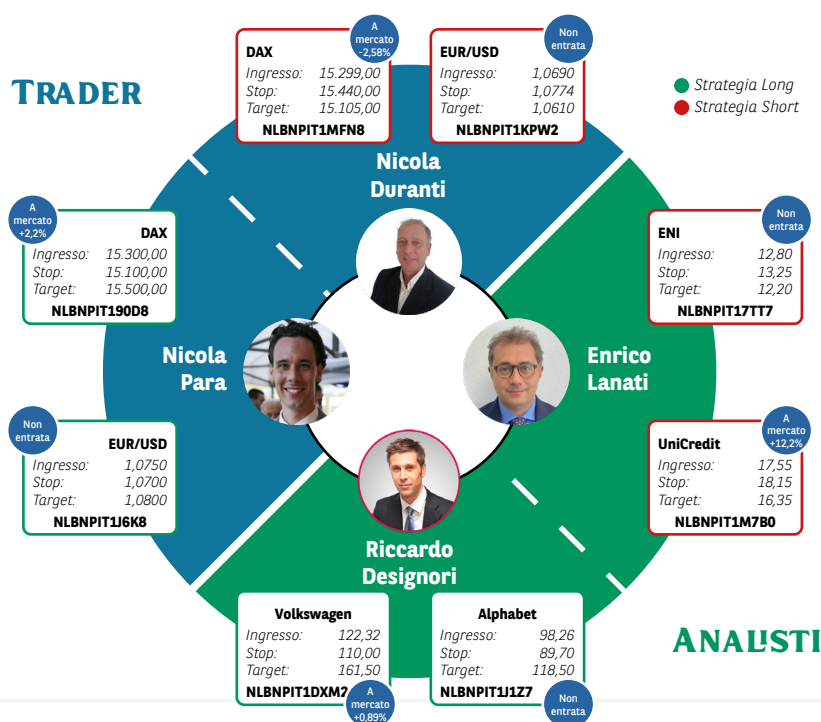 TRADER
A
mercato
-2,58%
DAX
Ingresso: 15.299,00
Stop: 15.440,00
Target: 15.105,00
NLBNPIT1MFN8
Non
entrata
EUR/USD
Ingresso: 1,0690
Stop: 1,0774
Target: 1,0610
NLBNPIT1KPW2
Strategia Long
Strategia Short
Nicola
Duranti
A
mercato
+2,2%
DAX
Ingresso: 15.300,00
Stop: 15.100,00
Target: 15.500,00
NLBNPIT190D8
Non
entrata
ENI
Ingresso: 12,80
Stop: 13,25
Target: 12,20
NLBNPIT17TT7
Nicola
Para
Enrico
Lanati
Non
entrata
EUR/USD
Ingresso: 1,0750
Stop: 1,0700
Target: 1,0800
NLBNPIT1J6K8
A
mercato
+12,2%
UniCredit
Ingresso: 17,55
Stop: 18,15
Target: 16,35
NLBNPIT1M7B0
Riccardo
Designori
Volkswagen
Ingresso: 122,32
Stop: 110,00
Target: 161,50
NLBNPIT1DXM2
A
mercato
+0,89%
Alphabet
Ingresso: 98,26
Stop: 89,70
Target: 118,50
NLBNPIT1J1Z7
Non
entrata
ANALISTI